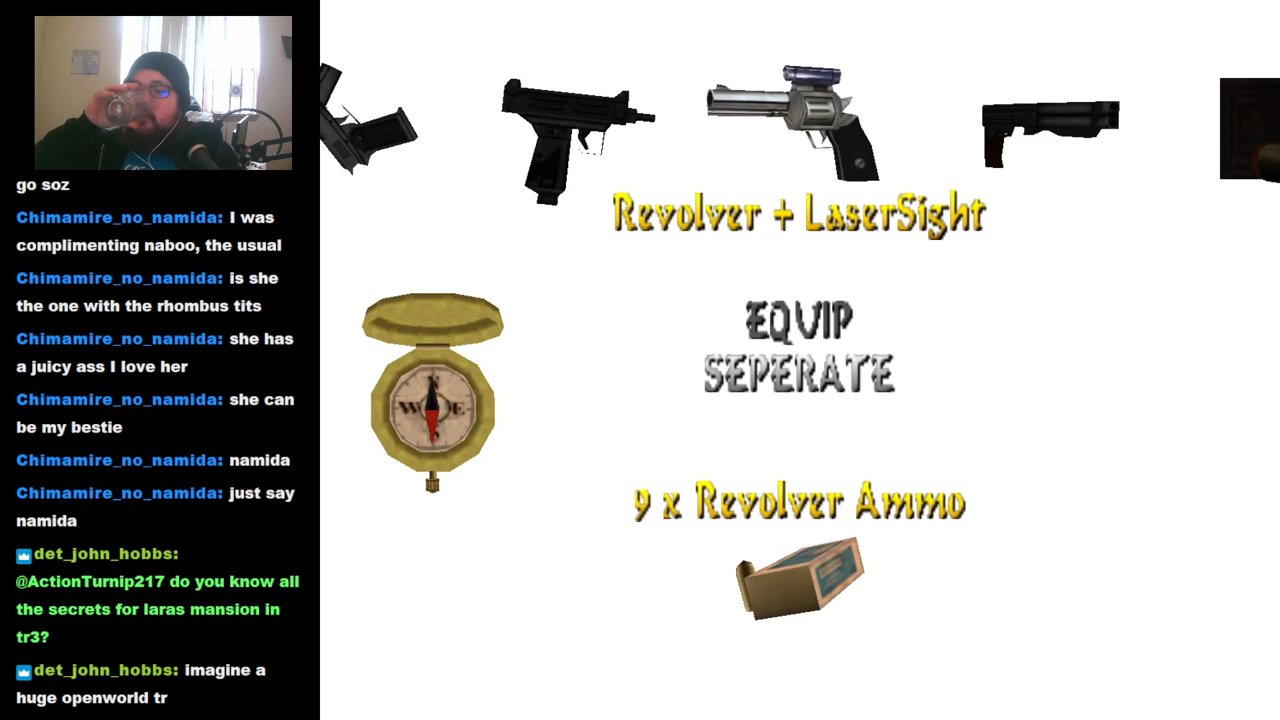 go soz
Chimamire_no_namida: I was
complimenting naboo, the usual
Chimamire_no_namida: is she
the one with the rhombus tits
Chimamire_no_namida: she has
a juicy ass I love her
Chimamire_no_namida: she can
be my bestie
Chimamire_no_namida: namida
Chimamire_no_namida: just say
namida
det_john_hobbs:
@ActionTurnip217 do you know all
the secrets for laras mansion in
tr3?
det_john_hobbs: imagine a
huge openworld tr
Revolver + LaserSight
EQUIP
SEPERATE
N
W E
S
9 x Revolver Ammo